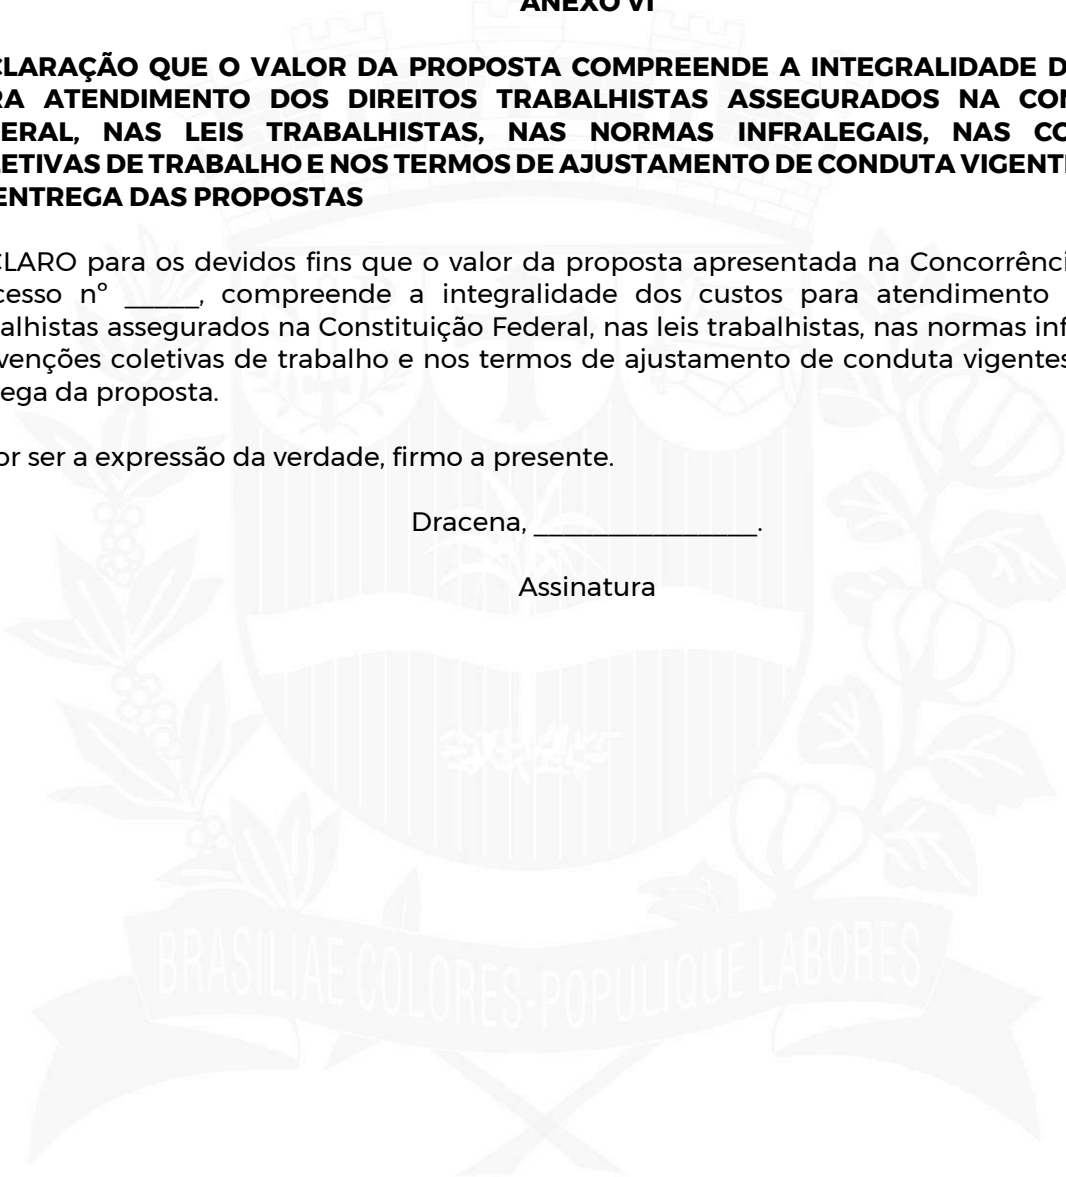 ANEXO VI
CLARAÇÃO QUE O VALOR DA PROPOSTA COMPREENDE A INTEGRALIDADE D
RA ATENDIMENTO DOS DIREITOS TRABALHISTAS ASSEGURADOS NA CON
ERAL, NAS LEIS TRABALHISTAS, NAS NORMAS INFRALEGAIS, NAS CO
LETIVAS DE TRABALHO E NOS TERMOS DE AJUSTAMENTO DE CONDUTA VIGENT
ENTREGA DAS PROPOSTAS
CLARO para os devidos fins que o valor da proposta apresentada na Concorrênci
cesso nº _____, compreende a integralidade dos custos para atendimento
alhistas assegurados na Constituição Federal, nas leis trabalhistas, nas normas inf
venções coletivas de trabalho e nos termos de ajustamento de conduta vigentes
ega da proposta.
or ser a expressão da verdade, firmo a presente.
Dracena, _______________.
Assinatura
BRASILIAE COLORES-POPULIQUE LABORES